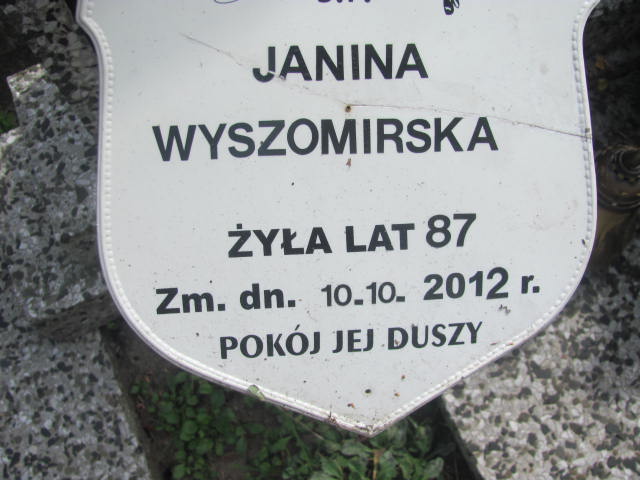 JANINA
WYSZOMIRSKA
ŻYŁA LAT 87
Zm. dn. 10.10. 2012 r.
POKÓJ JEJ DUSZY